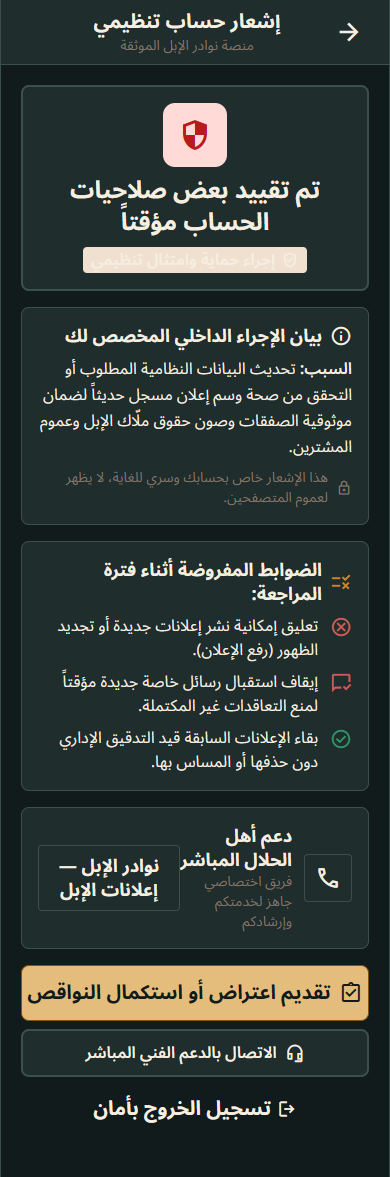 إشعار حساب تنظيمي
منصة نوادر الإبل الموثقة
تم تقييد بعض صلاحيات
الحساب مؤقتاً
إجراء حماية وامتثال تنظيمي
بيان الإجراء الداخلي المخصص لك
السبب: تحديث البيانات النظامية المطلوب أو
التحقق من صحة وسم إعلان مسجل حديثاً لضمان
موثوقية الصفقات وصون حقوق ملّاك الإبل وعموم
المشترين.
هذا الإشعار خاص بحسابك وسري للغاية، لا يظهر
لعموم المتصفحين.
الضوابط المفروضة أثناء فترة
المراجعة:
تعليق إمكانية نشر إعلانات جديدة أو تجديد
الظهور (رفع الإعلان).
إيقاف استقبال رسائل خاصة جديدة مؤقتاً
لمنع التعاقدات غير المكتملة.
بقاء الإعلانات السابقة قيد التدقيق الإداري
دون حذفها أو المساس بها.
دعم أهل
الحلال المباشر
فريق اختصاصي
جاهز لخدمتكم
وإرشادكم
نوادر الإبل —
إعلانات الإبل
تقديم اعتراض أو استكمال النواقص
الاتصال بالدعم الفني المباشر
تسجيل الخروج بأمان